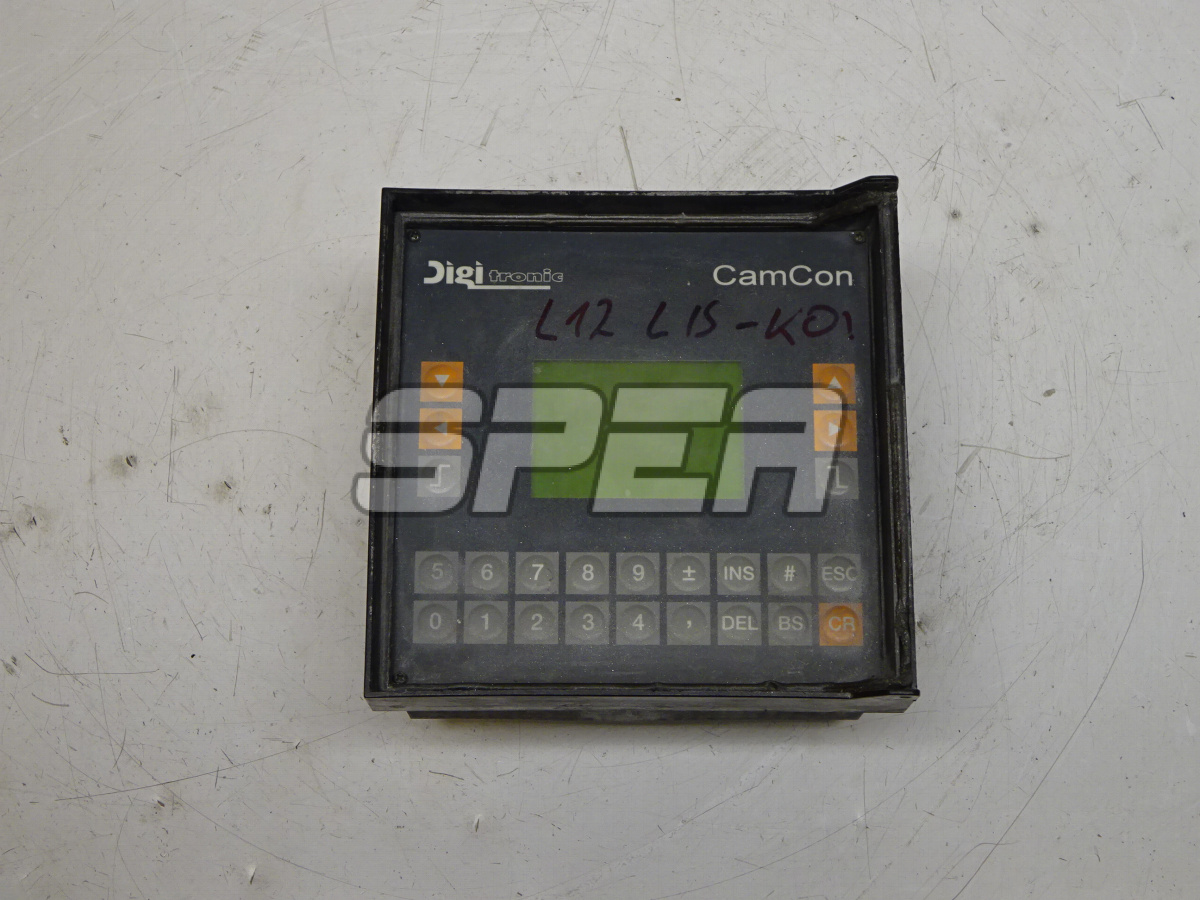 Digitronic CamCon
L12 L15-K01
SPEA
5 6 7 8 9 ± INS # ESC
0 1 2 3 4 , DEL BS CR